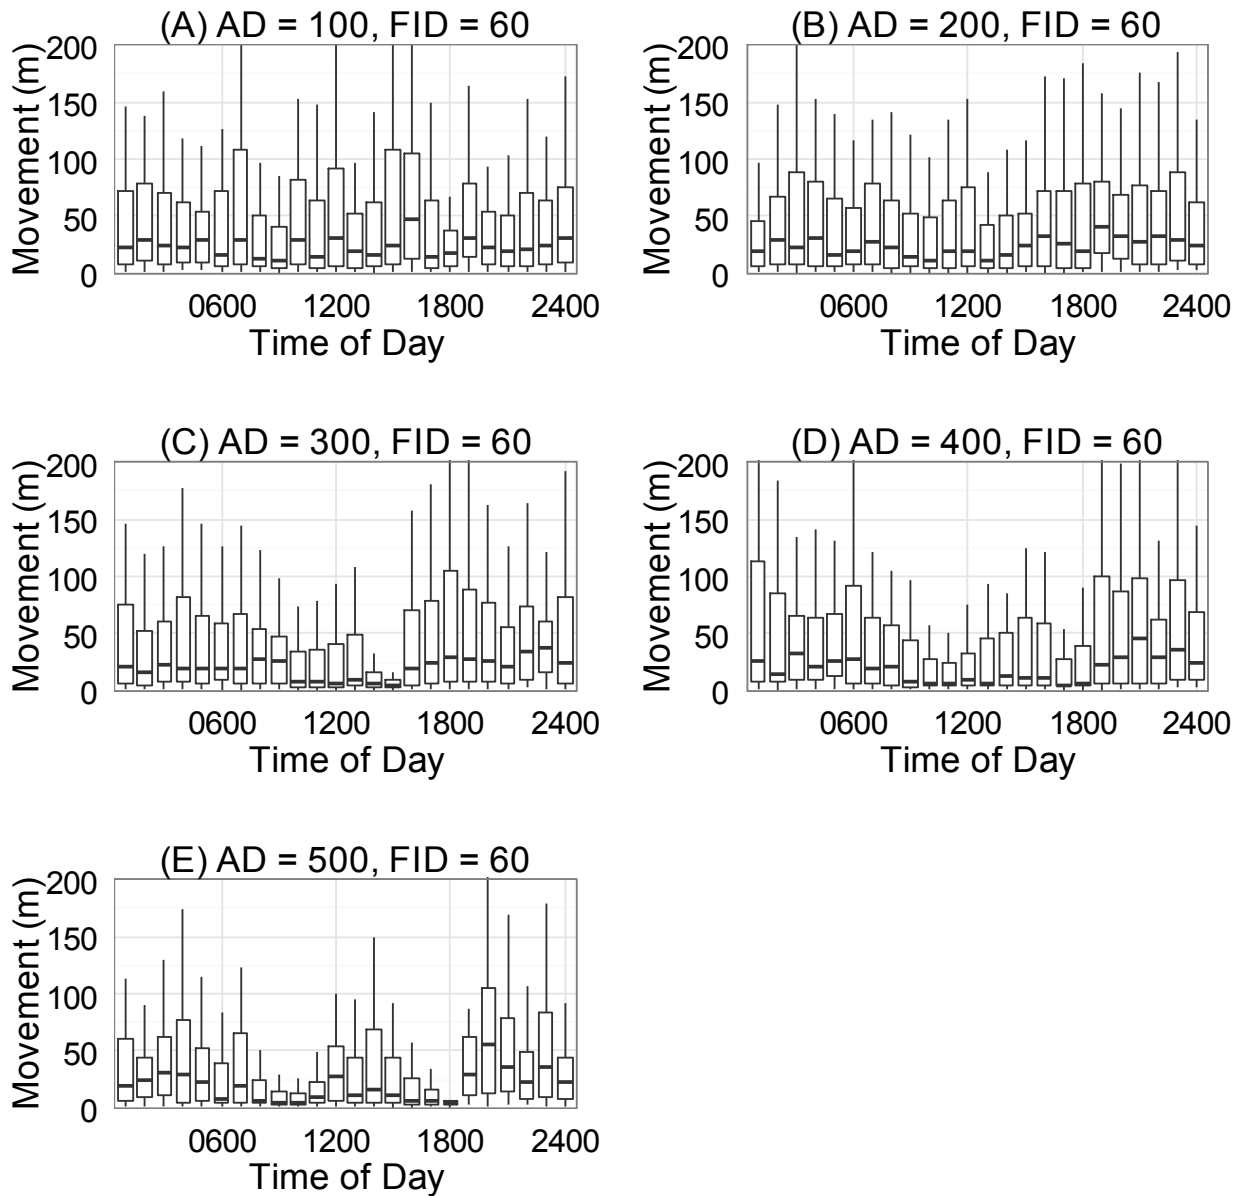 (A) AD = 100, FID = 60
Movement (m)
200
150
100
50
0
0600 1200 1800 2400
Time of Day
(B) AD = 200, FID = 60
Movement (m)
200
150
100
50
0
0600 1200 1800 2400
Time of Day
(C) AD = 300, FID = 60
Movement (m)
200
150
100
50
0
0600 1200 1800 2400
Time of Day
(D) AD = 400, FID = 60
Movement (m)
200
150
100
50
0
0600 1200 1800 2400
Time of Day
(E) AD = 500, FID = 60
Movement (m)
200
150
100
50
0
0600 1200 1800 2400
Time of Day